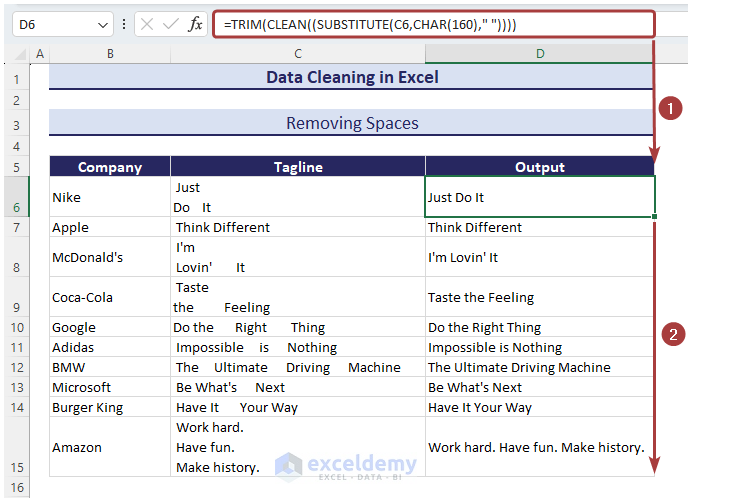 D6 fx =TRIM(CLEAN((SUBSTITUTE(C6,CHAR(160)," "))))
A B C D
1 Data Cleaning in Excel
1
2
3 Removing Spaces
4
5 Company Tagline Output
Just
6 Nike Do It Just Do It
7 Apple Think Different Think Different
I'm
8 McDonald's Lovin' It I'm Lovin' It
Taste
9 Coca-Cola the Feeling Taste the Feeling
10 Google Do the Right Thing Do the Right Thing
2
11 Adidas Impossible is Nothing Impossible is Nothing
12 BMW The Ultimate Driving Machine The Ultimate Driving Machine
13 Microsoft Be What's Next Be What's Next
14 Burger King Have It Your Way Have It Your Way
Work hard.
Amazon Have fun. Work hard. Have fun. Make history.
15 Make history.
exceldemy
EXCEL - DATA - BI
16